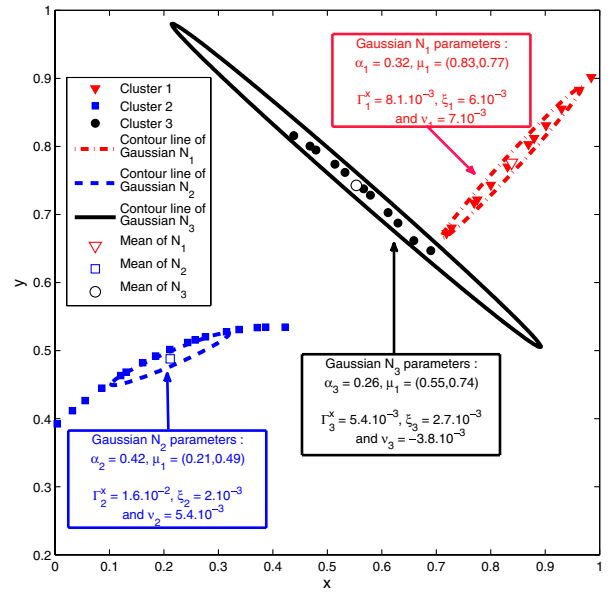 1
0.9
0.8
0.7
0.6
0.5
0.4
0.3
0.2
y
0
0.1
0.2
0.3
0.4
0.5
0.6
0.7
0.8
0.9
1
x
Cluster 1
Cluster 2
Cluster 3
Contour line of
Gaussian N₁
Contour line of
Gaussian N₂
Contour line of
Gaussian N₃
Mean of N₁
Mean of N₂
Mean of N₃
Gaussian N₁ parameters :
α₁ = 0.32, μ₁ = (0.83,0.77)
Γ₁ˣ = 8.1.10⁻³, ξ₁ = 6.10⁻³
and ν₁ = 7.10⁻³
Gaussian N₃ parameters :
α₃ = 0.26, μ₁ = (0.55,0.74)
Γ₃ˣ = 5.4.10⁻³, ξ₃ = 2.7.10⁻³
and ν₃ = −3.8.10⁻³
Gaussian N₂ parameters :
α₂ = 0.42, μ₁ = (0.21,0.49)
Γ₂ˣ = 1.6.10⁻², ξ₂ = 2.10⁻³
and ν₂ = 5.4.10⁻³